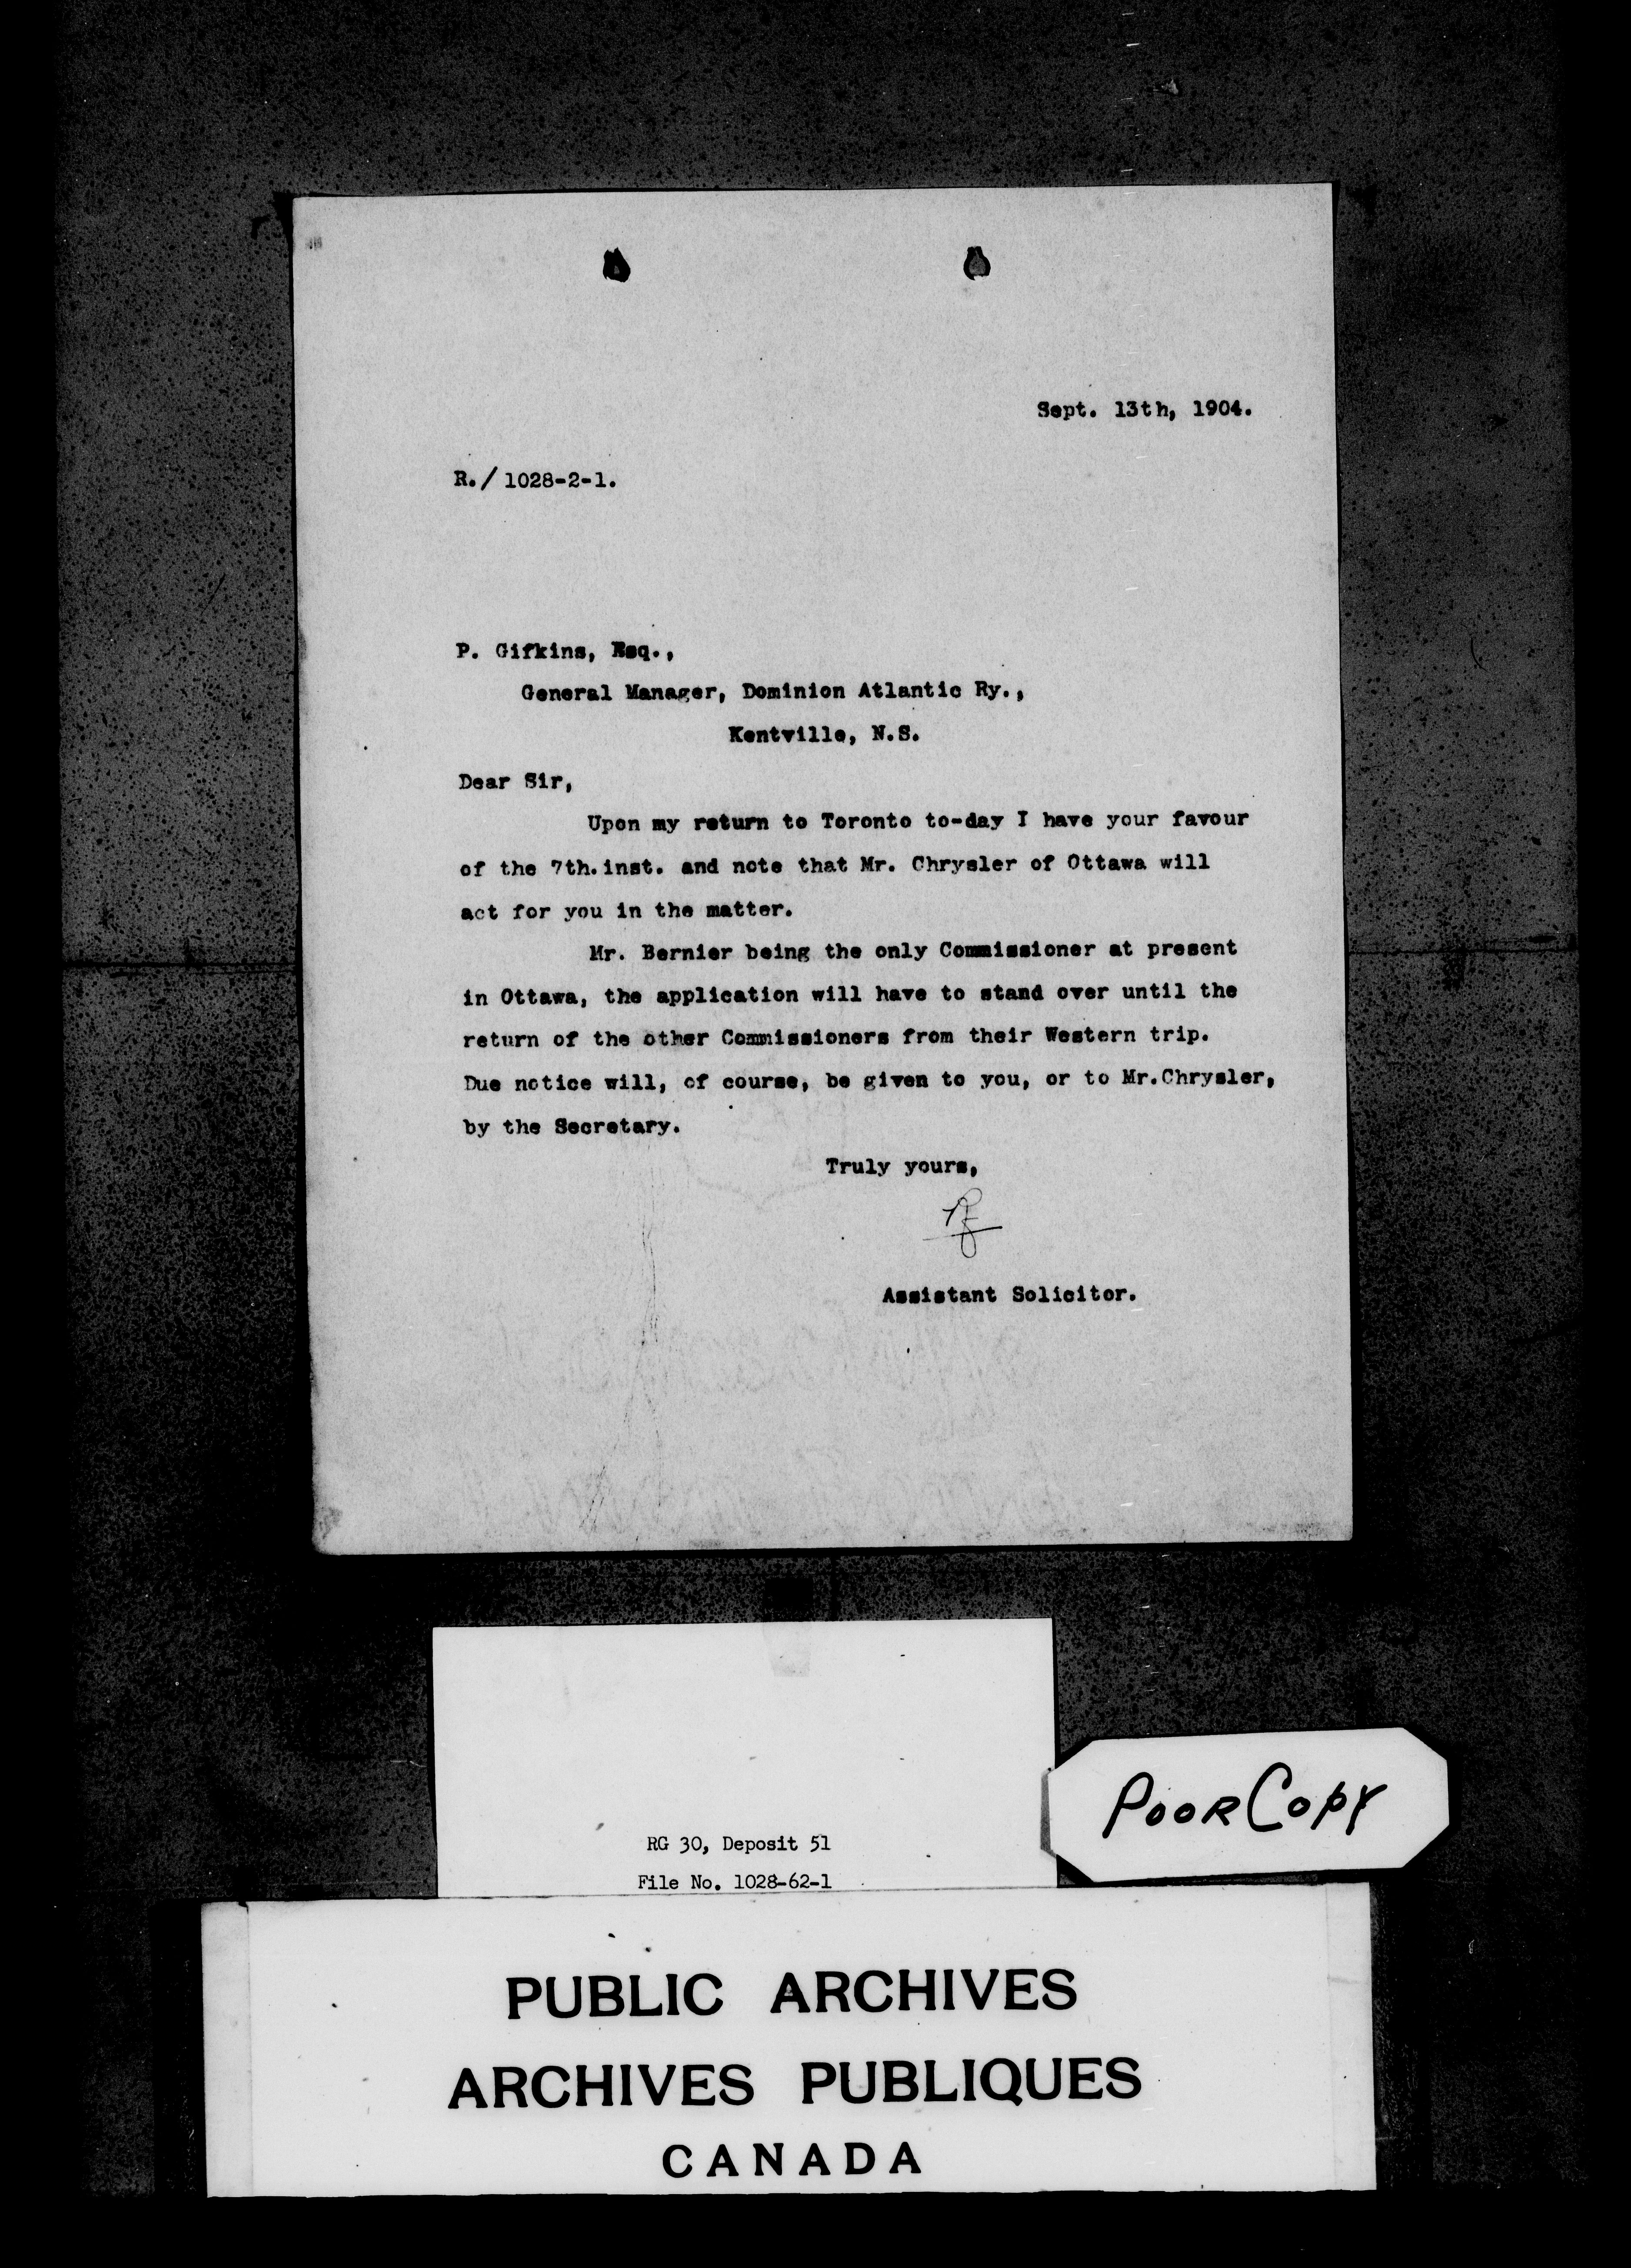 Sept. 13th, 1904.
R./1028-2-1.
P. Gifkins, Esq.,
General Manager, Dominion Atlantic Ry.,
Kentville, N.S.
Dear Sir,
Upon my return to Toronto to-day I have your favour
of the 7th.inst. and note that Mr. Chrysler of Ottawa will
act for you in the matter.
Mr. Bernier being the only Commissioner at present
in Ottawa, the application will have to stand over until the
return of the other Commissioners from their Western trip.
Due notice will, of course, be given to you, or to Mr.Chrysler,
by the Secretary.
Truly yours,
Assistant Solicitor.
RG 30, Deposit 51
File No. 1028-62-1
POOR COPY
PUBLIC ARCHIVES
ARCHIVES PUBLIQUES
CANADA